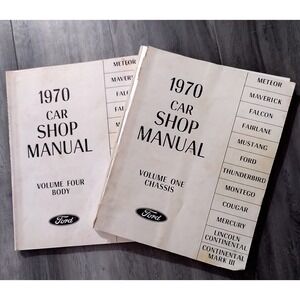 1970
CAR
SHOP
MANUAL
VOLUME FOUR
BODY
Ford
METEOR
MAVERICK
1970
CAR
SHOP
MANUAL
VOLUME ONE
CHASSIS
Ford
METEOR
MAVERICK
FALCON
FAIRLANE
MUSTANG
FORD
THUNDERBIRD
MONTEGO
COUGAR
MERCURY
LINCOLN
CONTINENTAL
CONTINENTAL
MARK III